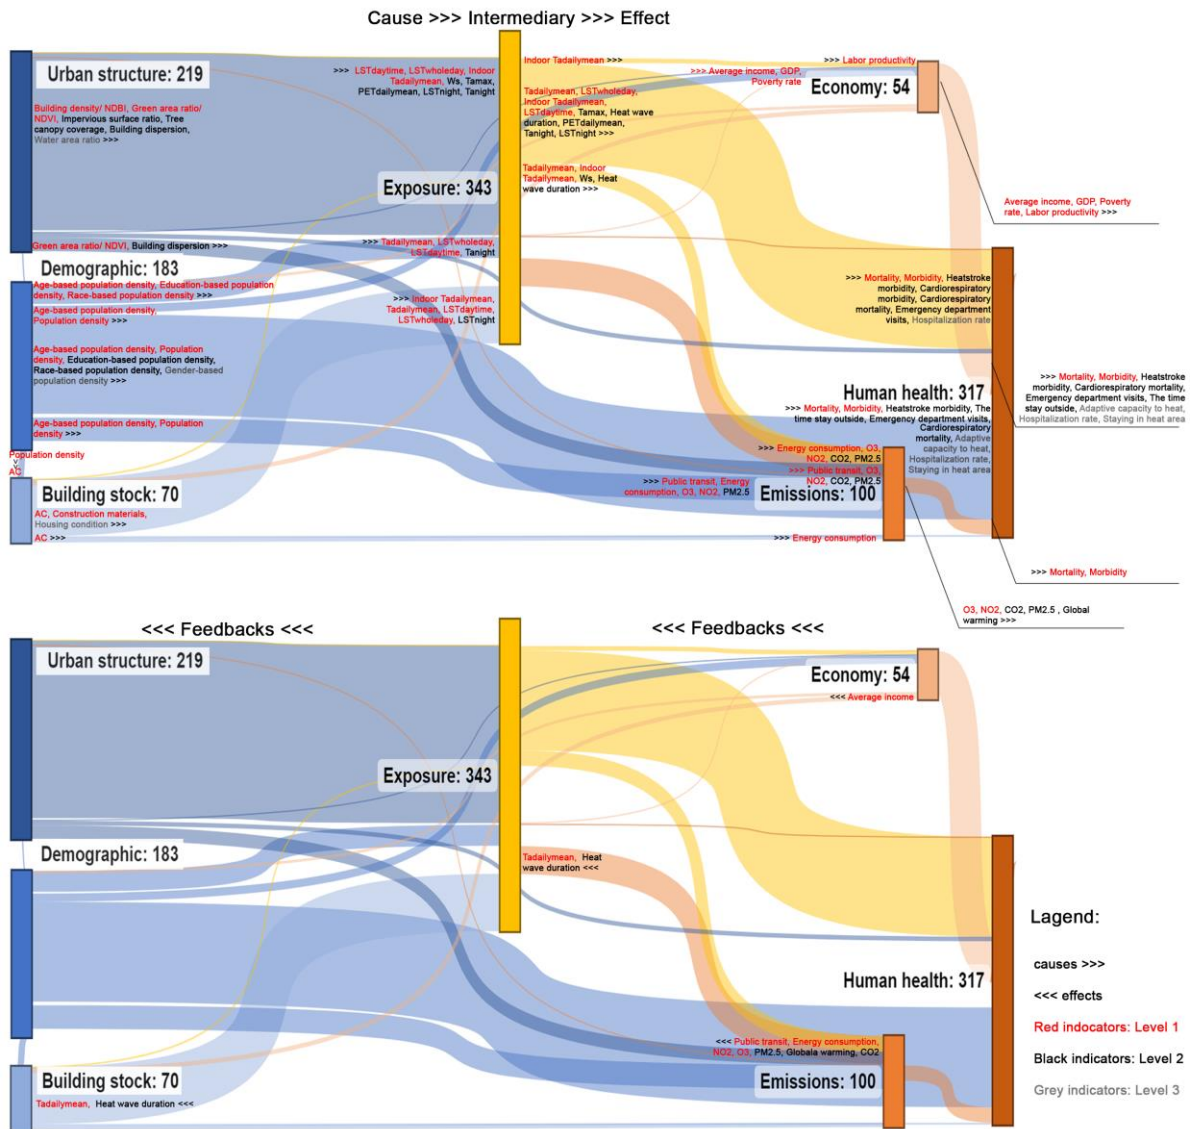 Cause >>> Intermediary >>> Effect
Urban structure: 219
Building density/ NDBI, Green area ratio/
NDVI, Impervious surface ratio, Tree
canopy coverage, Building dispersion,
Water area ratio >>>
Green area ratio/ NDVI, Building dispersion >>>
Demographic: 183
Age-based population density, Education-based population
density, Race-based population density >>>
Age-based population density,
Population density >>>
Age-based population density, Population
density, Education-based population density,
Race-based population density, Gender-based
population density >>>
Age-based population density, Population
density >>>
Population density
>>>
AC
Building stock: 70
AC, Construction materials,
Housing condition >>>
AC >>>
>>> LSTdaytime, LSTwholeday, Indoor
Tadailymean, Ws, Tamax,
PETdailymean, LSTnight, Tanight
Exposure: 343
>>> Tadailymean, LSTwholeday,
LSTdaytime, Tanight
>>> Indoor Tadailymean,
Tadailymean, LSTdaytime,
LSTwholeday, LSTnight
Indoor Tadailymean >>>
Tadailymean, LSTwholeday,
Indoor Tadailymean,
LSTdaytime, Tamax, Heat wave
duration, PETdailymean,
Tanight, LSTnight >>>
Tadailymean, Indoor
Tadailymean, Ws, Heat
wave duration >>>
>>> Labor productivity
>>> Average income, GDP,
Poverty rate
Economy: 54
Average income, GDP, Poverty
rate, Labor productivity >>>
>>> Mortality, Morbidity, Heatstroke
morbidity, Cardiorespiratory
morbidity, Cardiorespiratory
mortality, Emergency department
visits, Hospitalization rate
Human health: 317
>>> Mortality, Morbidity, Heatstroke
morbidity, Cardiorespiratory mortality,
Emergency department visits, The time
stay outside, Adaptive capacity to heat,
Hospitalization rate, Staying in heat area
>>> Mortality, Morbidity, Heatstroke morbidity, The
time stay outside, Emergency department visits,
Cardiorespiratory
mortality, Adaptive
capacity to heat,
Hospitalization rate,
Staying in heat area
>>> Energy consumption, O3,
NO2, CO2, PM2.5
>>> Public transit, O3,
NO2, CO2, PM2.5
>>> Public transit, Energy
consumption, O3, NO2, PM2.5
Emissions: 100
>>> Energy consumption
>>> Mortality, Morbidity
O3, NO2, CO2, PM2.5 , Global
warming >>>
<<< Feedbacks <<<
<<< Feedbacks <<<
Urban structure: 219
Economy: 54
<<< Average income
Exposure: 343
Demographic: 183
Tadailymean, Heat
wave duration <<<
Human health: 317
<<< Public transit, Energy consumption,
NO2, O3, PM2.5, Globala warming, CO2
Emissions: 100
Building stock: 70
Tadailymean, Heat wave duration <<<
Lagend:
causes >>>
<<< effects
Red indocators: Level 1
Black indicators: Level 2
Grey indicators: Level 3